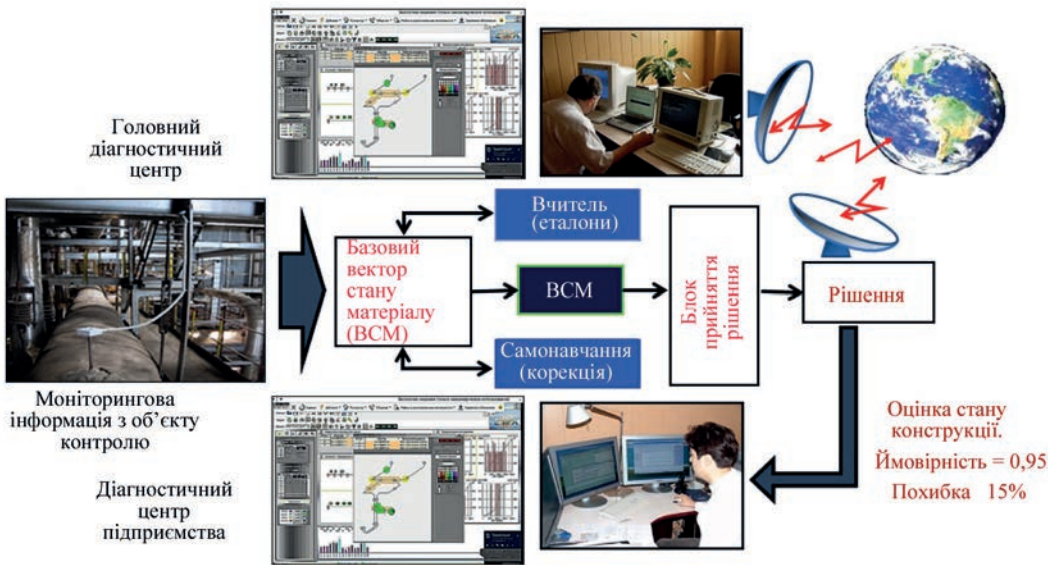 Головний
діагностичний
центр
Вчитель
(еталони)
Базовий
вектор
стану
матеріалу
(ВСМ)
ВСМ
Блок
прийняття
рішення
Рішення
Самонавчання
(корекція)
Моніторингова
інформація з об’єкту
контролю
Оцінка стану
конструкції.
Ймовірність = 0,95
Похибка 15%
Діагностичний
центр
підприємства